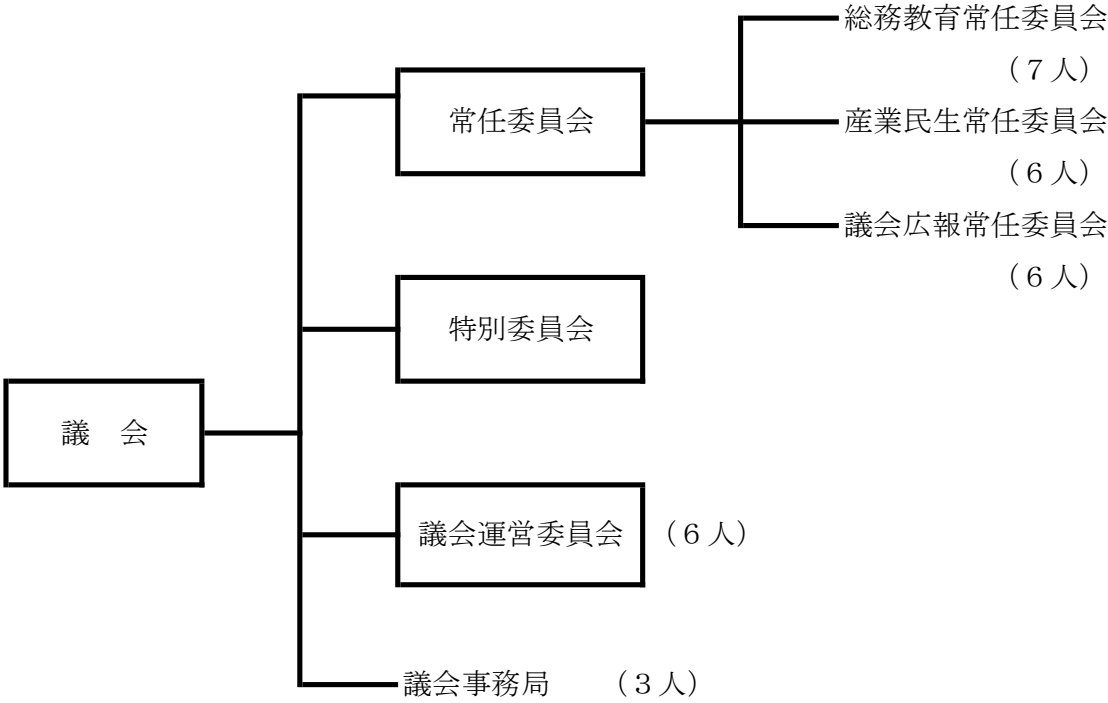 総務教育常任委員会
（７人）
常任委員会
産業民生常任委員会
（６人）
議会広報常任委員会
（６人）
特別委員会
議　会
議会運営委員会　（６人）
議会事務局　　（３人）